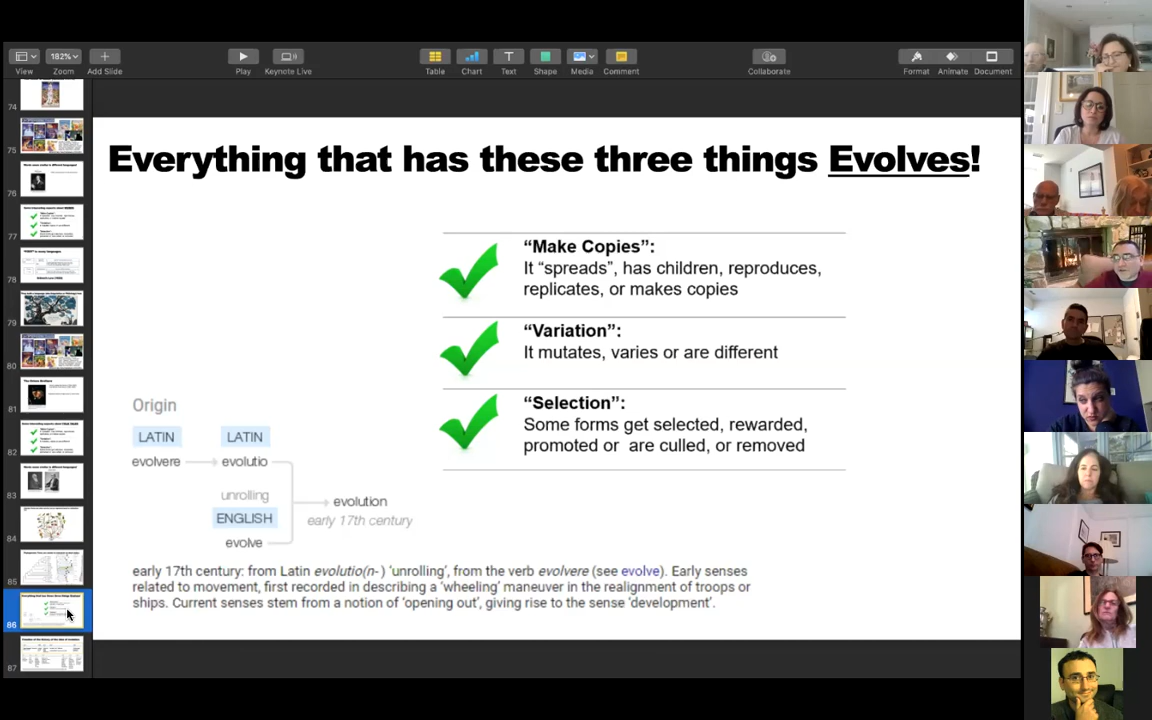 182%
View
Zoom
Add Slide
Play
Keynote Live
Table
Chart
Text
Shape
Media
Comment
Collaborate
Format
Animate
Document
74
75
76
77
78
79
80
81
82
83
84
85
86
87
Everything that has these three things Evolves!
“Make Copies”:
It “spreads”, has children, reproduces,
replicates, or makes copies
“Variation”:
It mutates, varies or are different
“Selection”:
Some forms get selected, rewarded,
promoted or are culled, or removed
Origin
LATIN LATIN
evolvere evolutio
unrolling
evolution
ENGLISH
early 17th century
evolve
early 17th century: from Latin evolutio(n-) ‘unrolling’, from the verb evolvere (see evolve). Early senses
related to movement, first recorded in describing a ‘wheeling’ maneuver in the realignment of troops or
ships. Current senses stem from a notion of ‘opening out’, giving rise to the sense ‘development’.